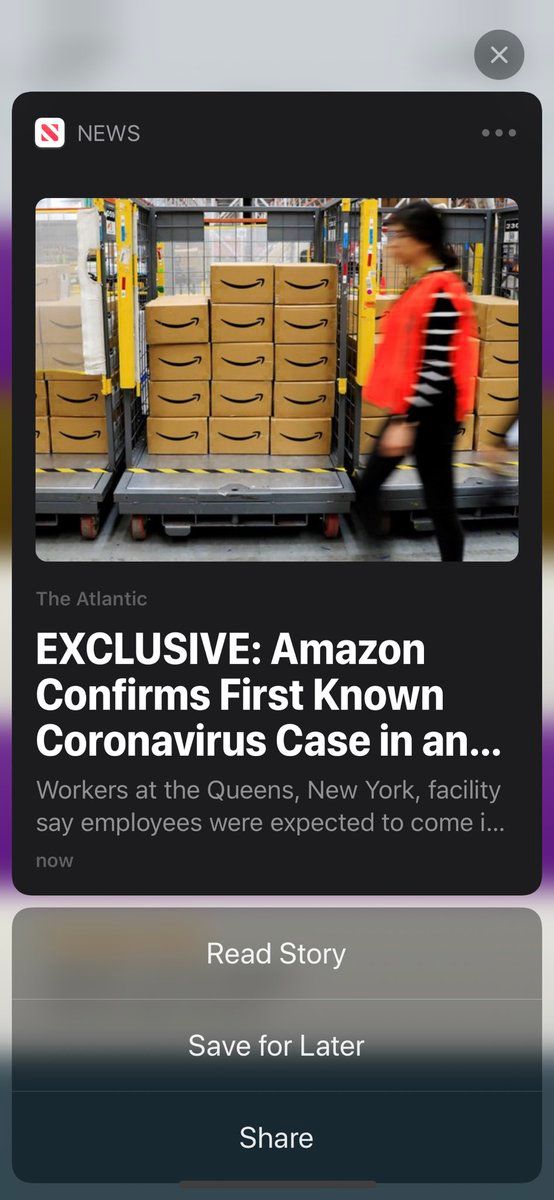 NEWS
The Atlantic
EXCLUSIVE: Amazon
Confirms First Known
Coronavirus Case in an...
Workers at the Queens, New York, facility
say employees were expected to come i...
now
Read Story
Save for Later
Share